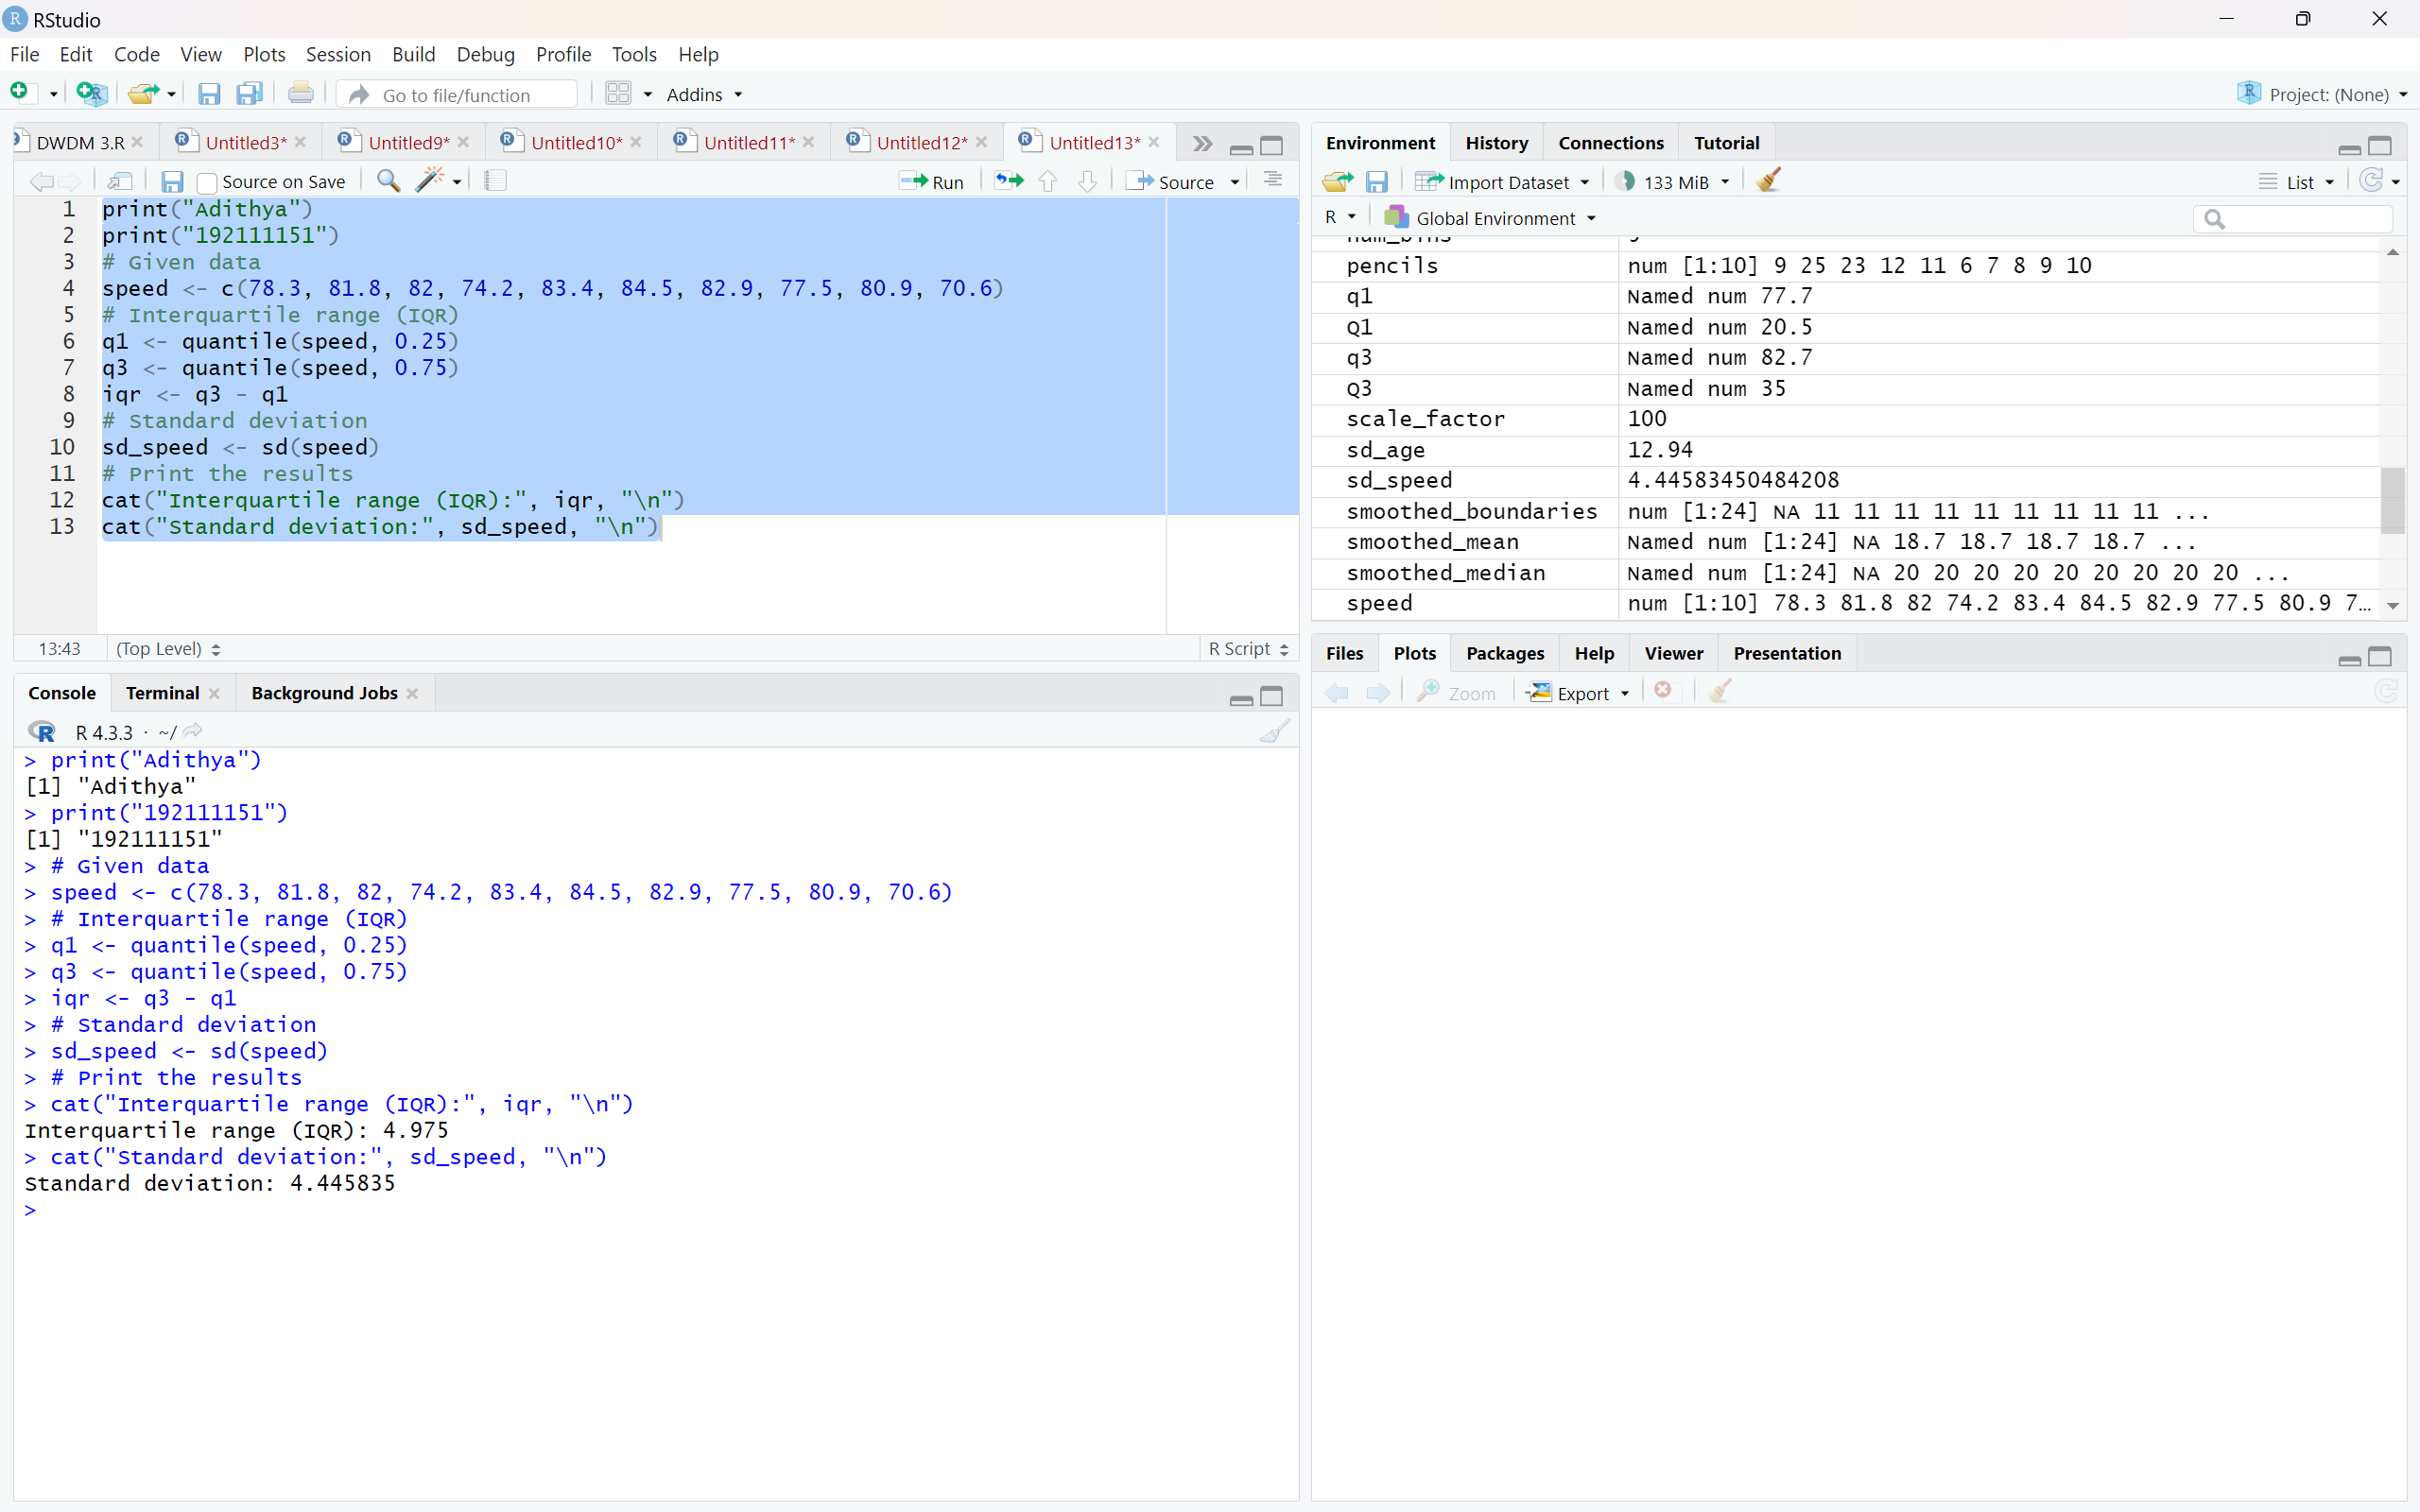 RStudio
File Edit Code View Plots Session Build Debug Profile Tools Help
Go to file/function Addins Project: (None)
DWDM 3.R Untitled3* Untitled9* Untitled10* Untitled11* Untitled12* Untitled13*
Source on Save Run Source
1 print("Adithya")
2 print("192111151")
3 # Given data
4 speed <- c(78.3, 81.8, 82, 74.2, 83.4, 84.5, 82.9, 77.5, 80.9, 70.6)
5 # Interquartile range (IQR)
6 q1 <- quantile(speed, 0.25)
7 q3 <- quantile(speed, 0.75)
8 iqr <- q3 - q1
9 # Standard deviation
10 sd_speed <- sd(speed)
11 # Print the results
12 cat("Interquartile range (IQR):", iqr, "\n")
13 cat("Standard deviation:", sd_speed, "\n")
13:43 (Top Level) R Script
Console Terminal Background Jobs
R 4.3.3 · ~/
> print("Adithya")
[1] "Adithya"
> print("192111151")
[1] "192111151"
> # Given data
> speed <- c(78.3, 81.8, 82, 74.2, 83.4, 84.5, 82.9, 77.5, 80.9, 70.6)
> # Interquartile range (IQR)
> q1 <- quantile(speed, 0.25)
> q3 <- quantile(speed, 0.75)
> iqr <- q3 - q1
> # Standard deviation
> sd_speed <- sd(speed)
> # Print the results
> cat("Interquartile range (IQR):", iqr, "\n")
Interquartile range (IQR): 4.975
> cat("Standard deviation:", sd_speed, "\n")
Standard deviation: 4.445835
>
Environment History Connections Tutorial
Import Dataset 133 MiB List
R Global Environment
pencils num [1:10] 9 25 23 12 11 6 7 8 9 10
q1 Named num 77.7
Q1 Named num 20.5
q3 Named num 82.7
Q3 Named num 35
scale_factor 100
sd_age 12.94
sd_speed 4.44583450484208
smoothed_boundaries num [1:24] NA 11 11 11 11 11 11 11 11 11 ...
smoothed_mean Named num [1:24] NA 18.7 18.7 18.7 18.7 ...
smoothed_median Named num [1:24] NA 20 20 20 20 20 20 20 20 20 ...
speed num [1:10] 78.3 81.8 82 74.2 83.4 84.5 82.9 77.5 80.9 7...
Files Plots Packages Help Viewer Presentation
Zoom Export